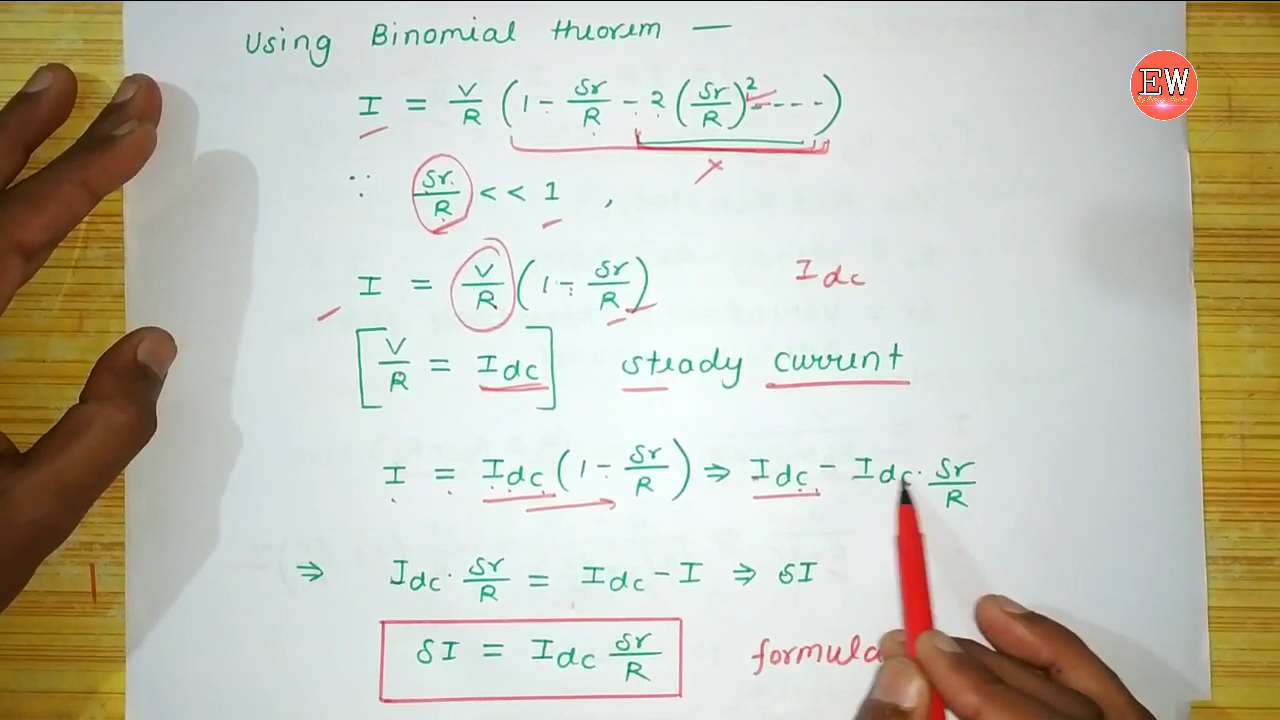 Using Binomial theorem —
EW
I = V/R (1 - δr/R - 2 (δr/R)² ----)
∵ δr/R << 1 ,
I = V/R (1 - δr/R) Idc
[V/R = Idc] steady current
I = Idc (1 - δr/R) ⇒ Idc - Idc · δr/R
⇒ Idc · δr/R = Idc - I ⇒ δI
δI = Idc δr/R formula